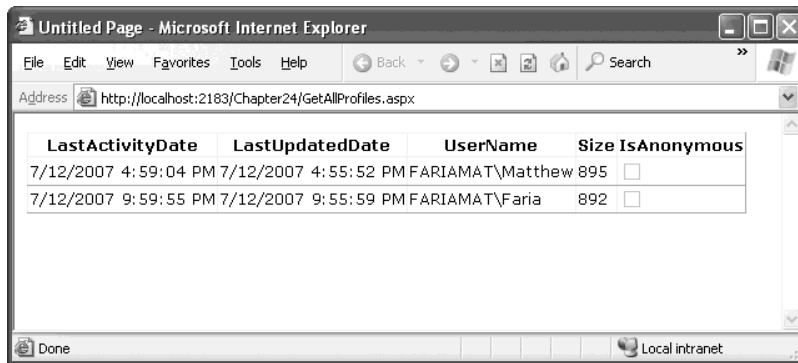 Untitled Page - Microsoft Internet Explorer
File Edit View Favorites Tools Help Back Search »
Address http://localhost:2183/Chapter24/GetAllProfiles.aspx
LastActivityDate LastUpdatedDate UserName Size IsAnonymous
7/12/2007 4:59:04 PM 7/12/2007 4:55:52 PM FARIAMAT\Matthew 895
7/12/2007 9:59:55 PM 7/12/2007 9:55:59 PM FARIAMAT\Faria 892
Done Local intranet